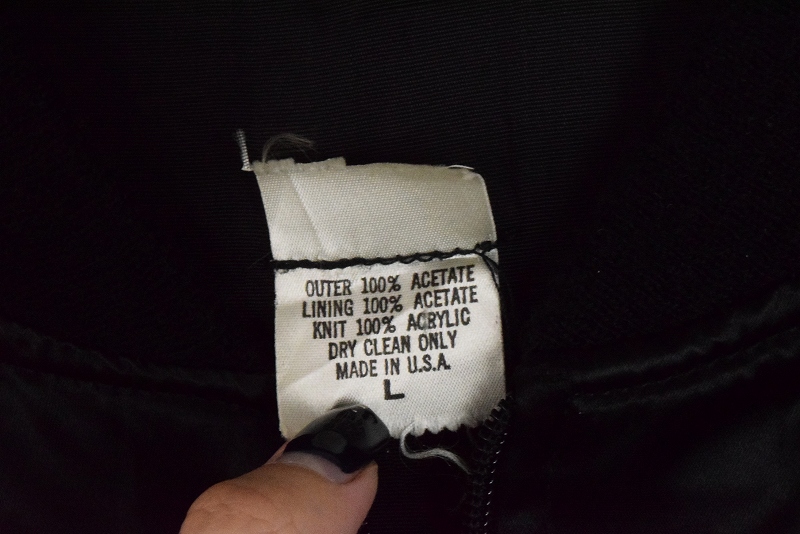 OUTER 100% ACETATE
LINING 100% ACETATE
KNIT 100% ACRYLIC
DRY CLEAN ONLY
MADE IN U.S.A.
L